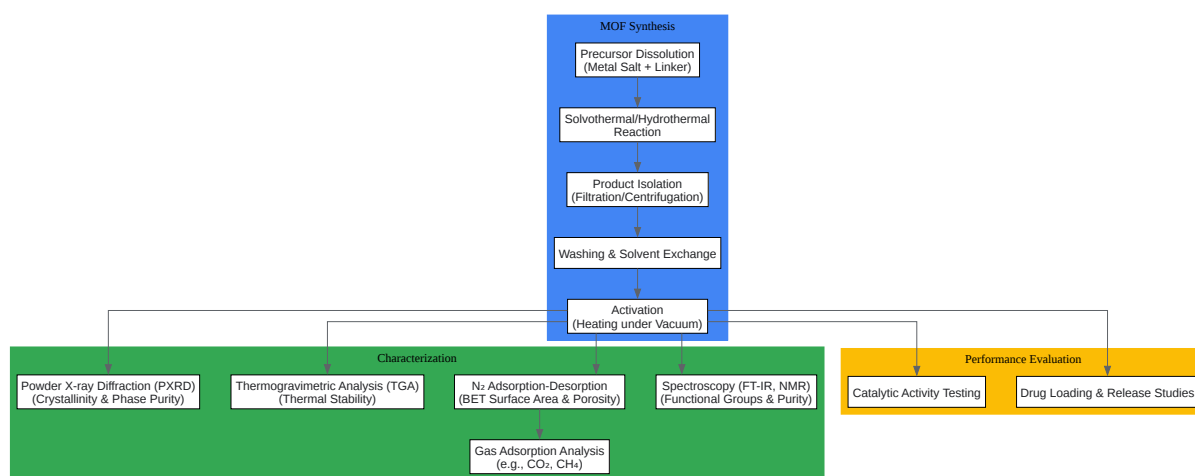 MOF Synthesis
Precursor Dissolution
(Metal Salt + Linker)
Solvothermal/Hydrothermal
Reaction
Product Isolation
(Filtration/Centrifugation)
Washing & Solvent Exchange
Activation
(Heating under Vacuum)
Characterization
Powder X-ray Diffraction (PXRD)
(Crystallinity & Phase Purity)
Thermogravimetric Analysis (TGA)
(Thermal Stability)
N₂ Adsorption-Desorption
(BET Surface Area & Porosity)
Spectroscopy (FT-IR, NMR)
(Functional Groups & Purity)
Gas Adsorption Analysis
(e.g., CO₂, CH₄)
Performance Evaluation
Catalytic Activity Testing
Drug Loading & Release Studies